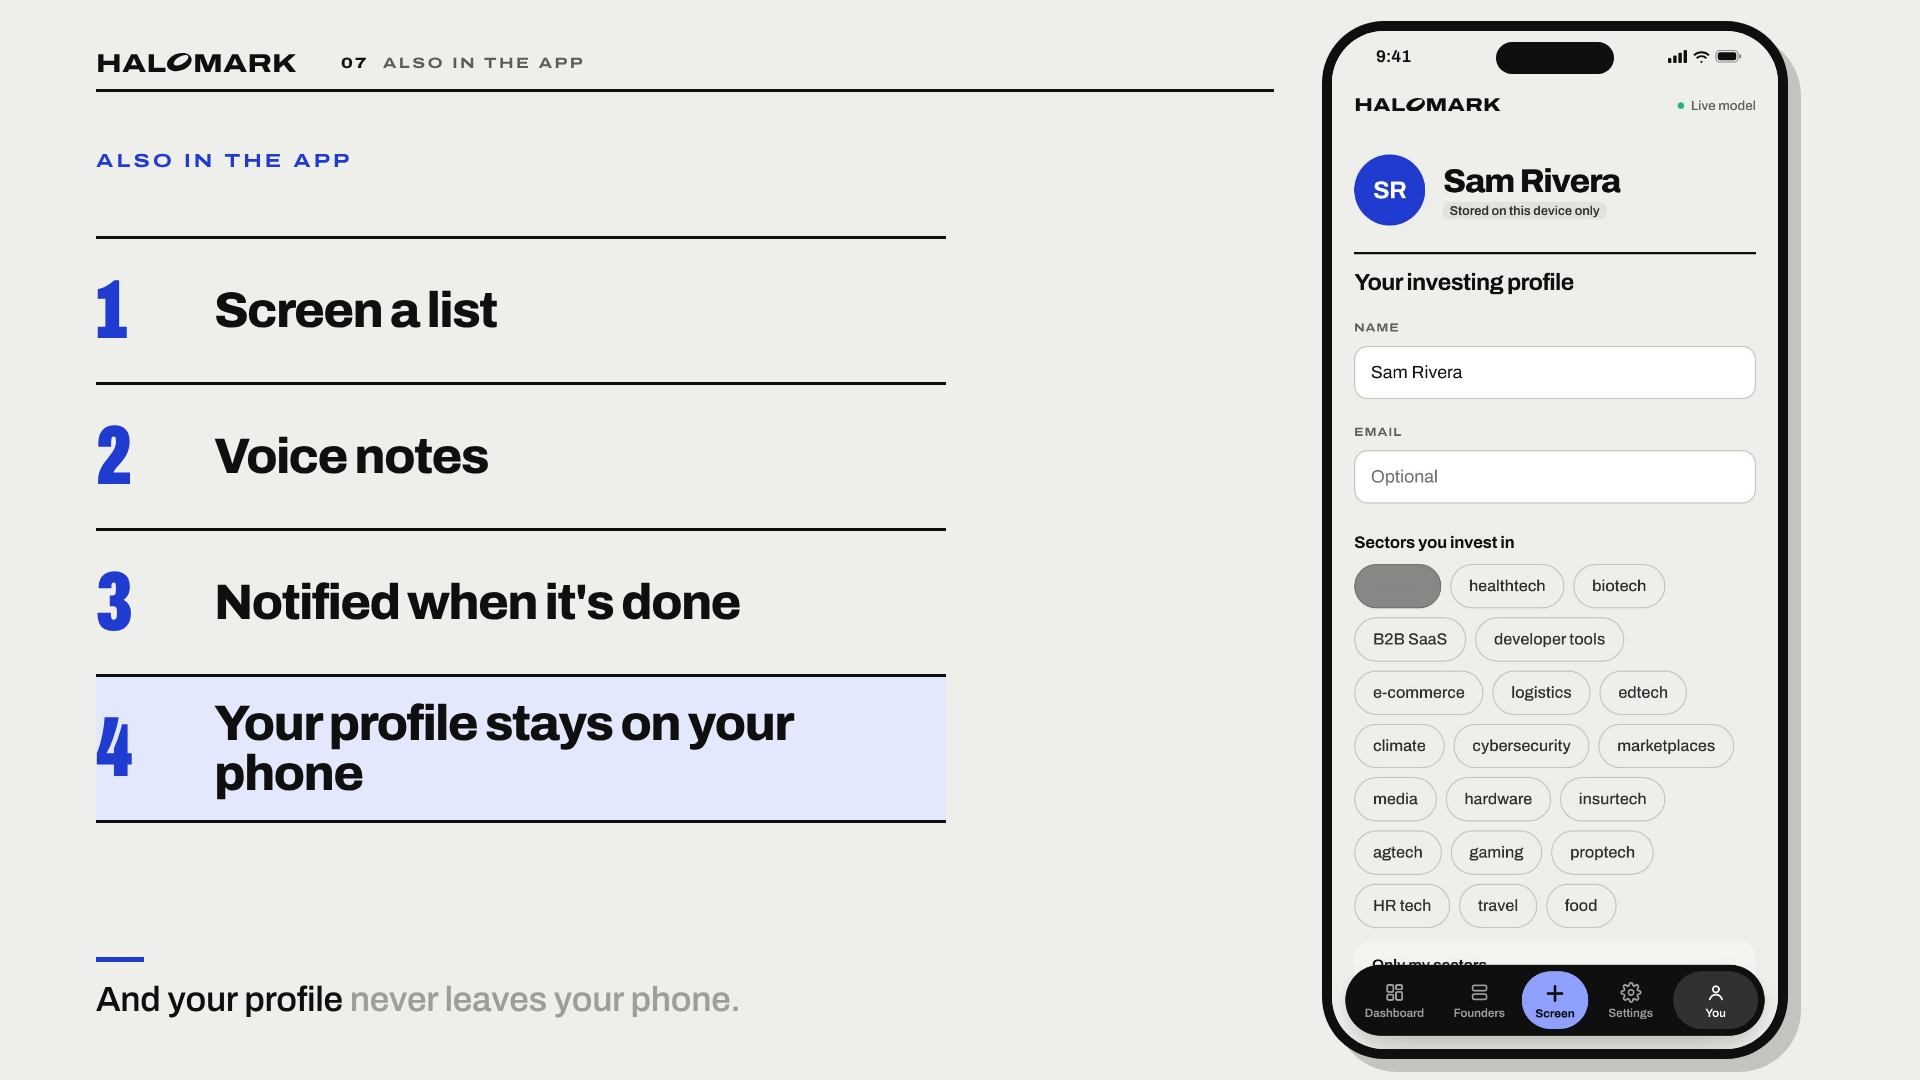 HALOMARK
07 ALSO IN THE APP
ALSO IN THE APP
1 Screen a list
2 Voice notes
3 Notified when it's done
4 Your profile stays on your
phone
And your profile never leaves your phone.
9:41
HALOMARK
Live model
SR
Sam Rivera
Stored on this device only
Your investing profile
NAME
Sam Rivera
EMAIL
Optional
Sectors you invest in
healthtech biotech
B2B SaaS developer tools
e-commerce logistics edtech
climate cybersecurity marketplaces
media hardware insurtech
agtech gaming proptech
HR tech travel food
Only my sectors
Dashboard Founders Screen Settings You